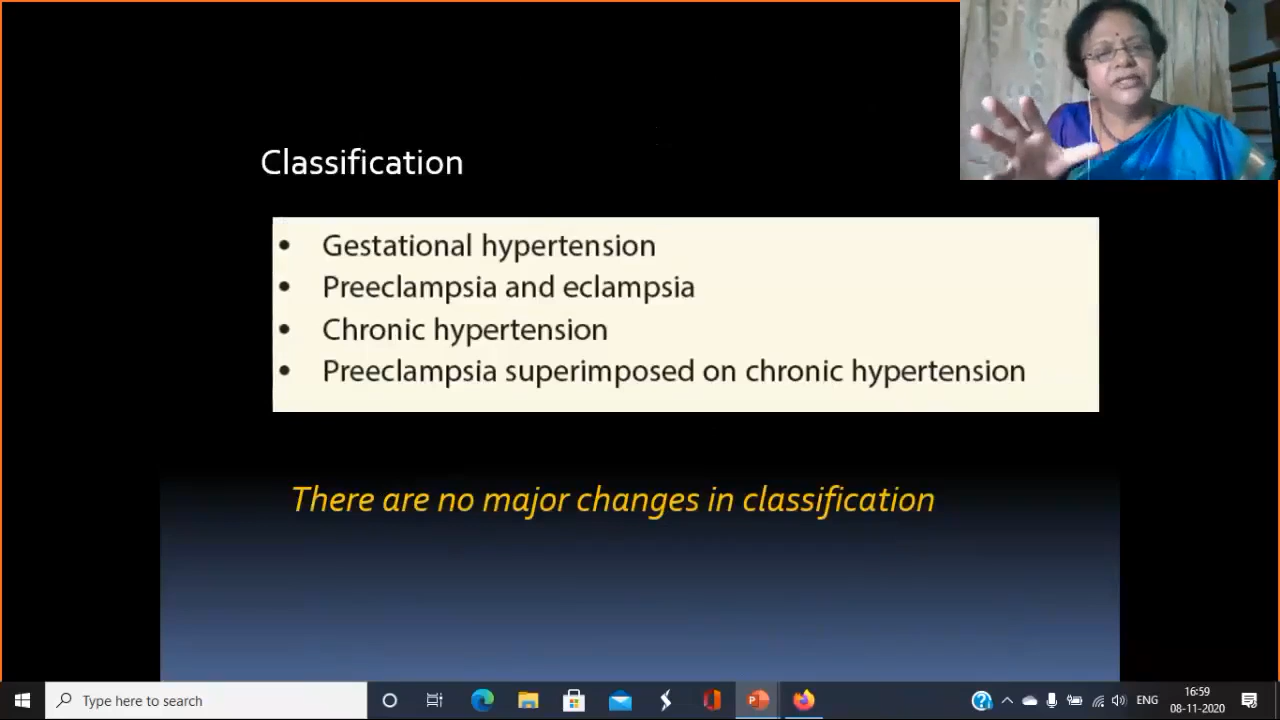 Classification
• Gestational hypertension
• Preeclampsia and eclampsia
• Chronic hypertension
• Preeclampsia superimposed on chronic hypertension
There are no major changes in classification
Type here to search
ENG
16:59
08-11-2020